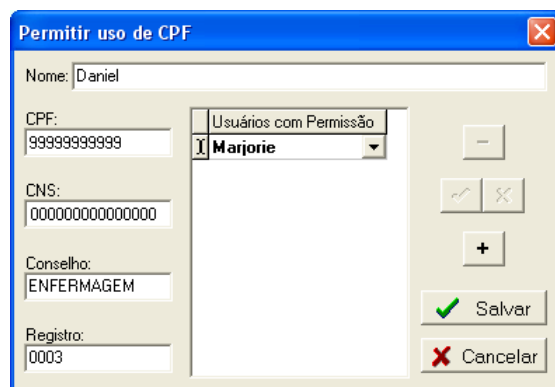 Permitir uso de CPF
Nome: Daniel
CPF:
99999999999
CNS:
000000000000000
Conselho:
ENFERMAGEM
Registro:
0003
Usuários com Permissão
Marjorie
Salvar
Cancelar